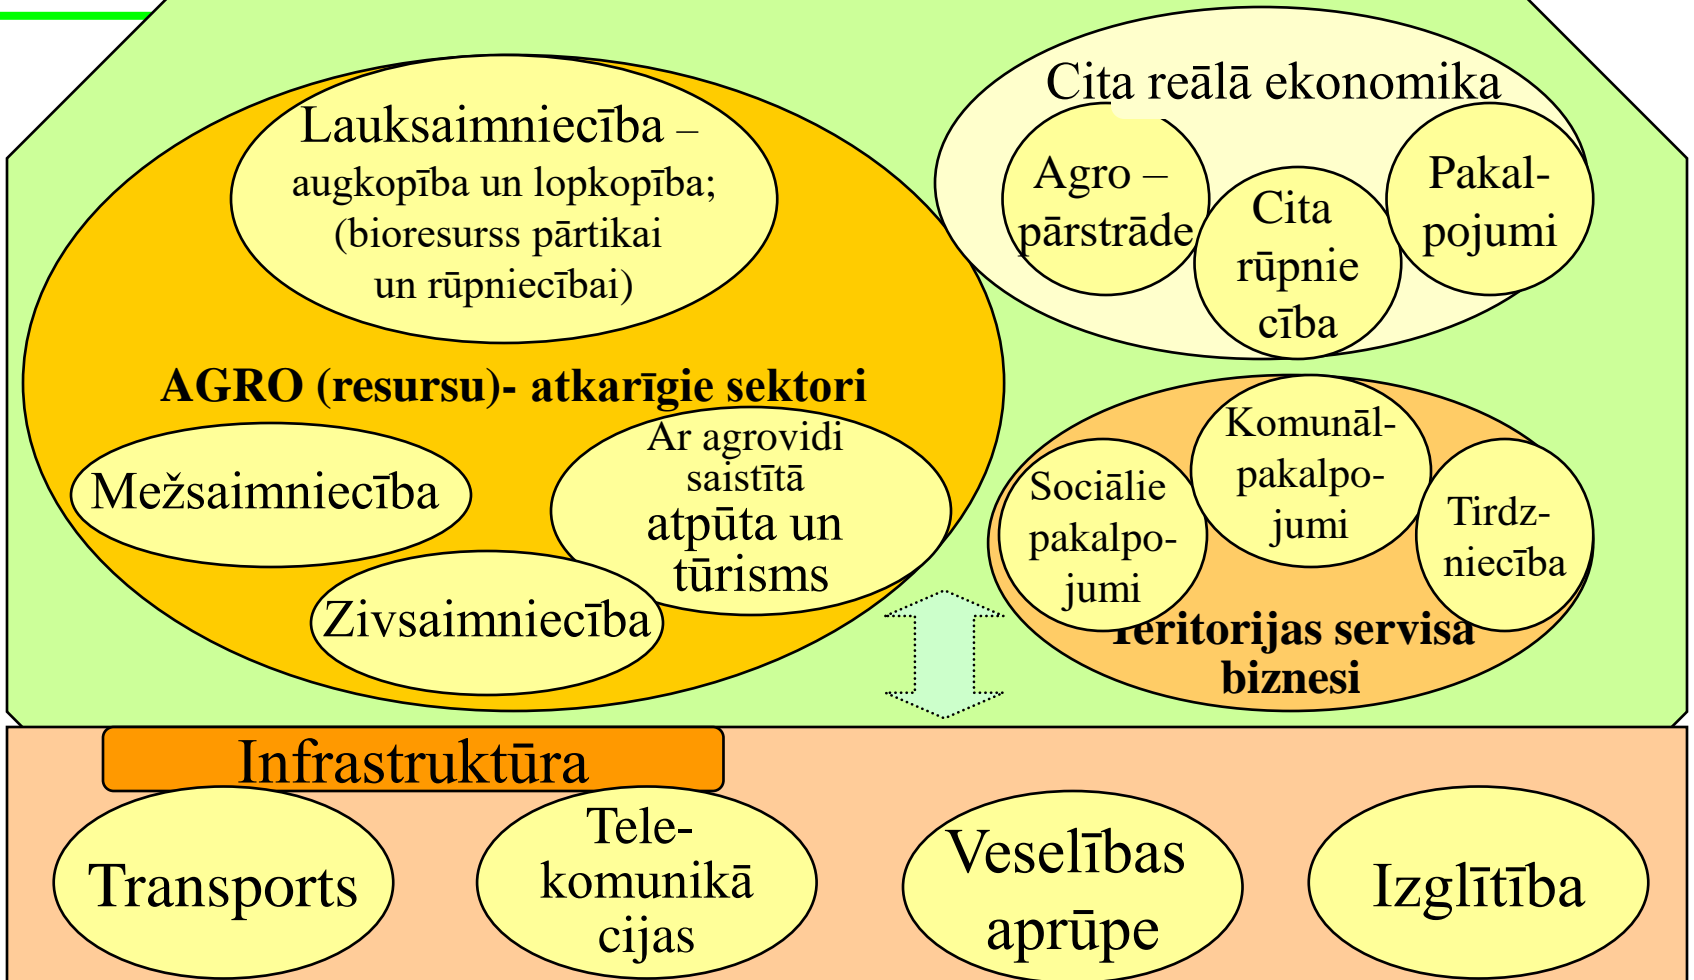 Lauksaimniecība –
augkopība un lopkopība;
(bioresurss pārtikai
un rūpniecībai)
AGRO (resursu)- atkarīgie sektori
Mežsaimniecība
Ar agrovidi
saistītā
atpūta un
tūrisms
Zivsaimniecība
Cita reālā ekonomika
Agro –
pārstrāde
Cita
rūpnie
cība
Pakal-
pojumi
Sociālie
pakalpo-
jumi
Komunāl-
pakalpo-
jumi
Tirdz-
niecība
Teritorijas servisa
biznesi
Infrastruktūra
Transports
Tele-
komunikā
cijas
Veselības
aprūpe
Izglītība